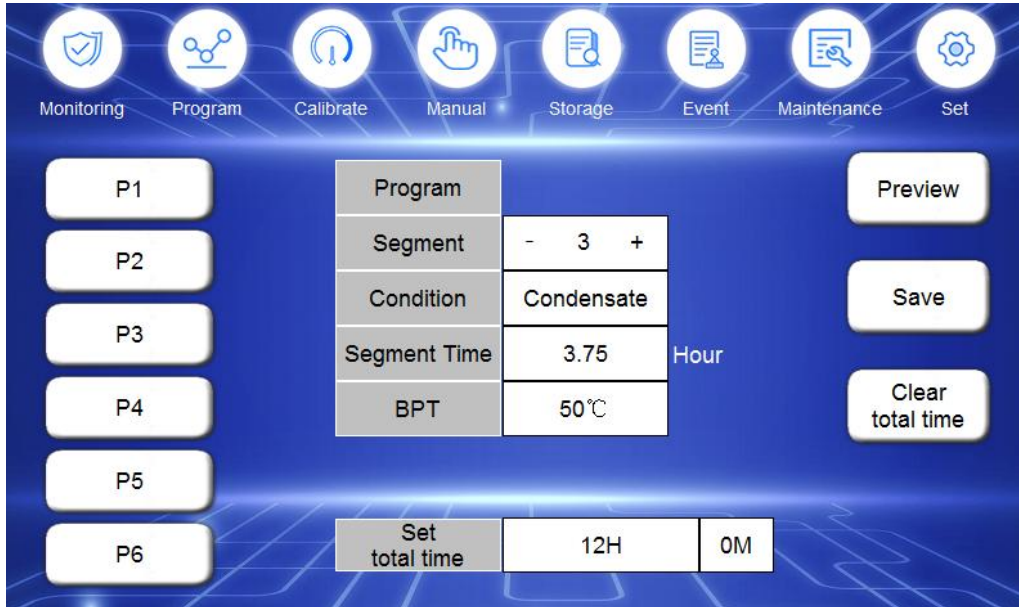 Monitoring Program Calibrate Manual Storage Event Maintenance Set
P1
P2
P3
P4
P5
P6
Program
Segment - 3 +
Condition Condensate
Segment Time 3.75 Hour
BPT 50℃
Set
total time 12H 0M
Preview
Save
Clear
total time